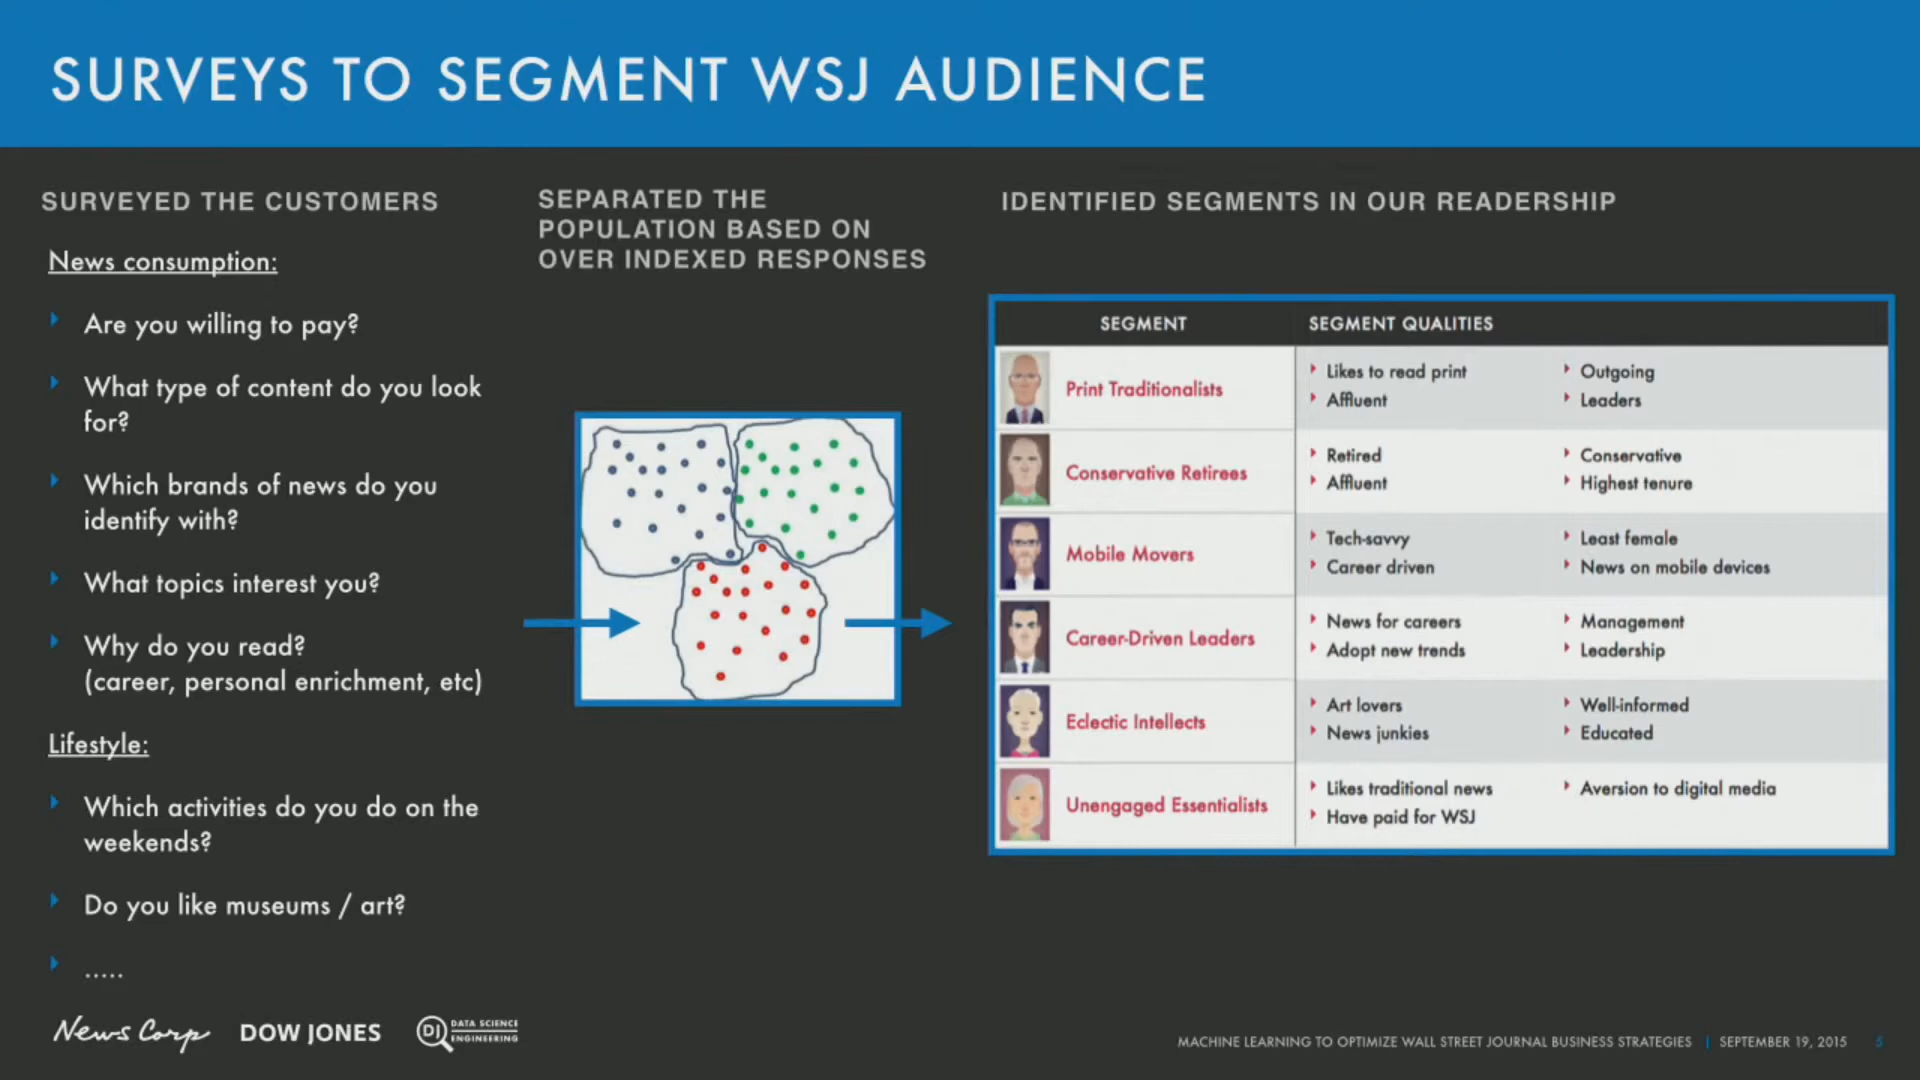 SURVEYS TO SEGMENT WSJ AUDIENCE
SURVEYED THE CUSTOMERS
News consumption:
Are you willing to pay?
What type of content do you look
for?
Which brands of news do you
identify with?
What topics interest you?
Why do you read?
(career, personal enrichment, etc)
Lifestyle:
Which activities do you do on the
weekends?
Do you like museums / art?
.....
SEPARATED THE
POPULATION BASED ON
OVER INDEXED RESPONSES
IDENTIFIED SEGMENTS IN OUR READERSHIP
SEGMENT SEGMENT QUALITIES
Print Traditionalists
Likes to read print
Affluent
Outgoing
Leaders
Conservative Retirees
Retired
Affluent
Conservative
Highest tenure
Mobile Movers
Tech-savvy
Career driven
Least female
News on mobile devices
Career-Driven Leaders
News for careers
Adopt new trends
Management
Leadership
Eclectic Intellects
Art lovers
News junkies
Well-informed
Educated
Unengaged Essentialists
Likes traditional news
Have paid for WSJ
Aversion to digital media
News Corp DOW JONES DJ DATA SCIENCE
ENGINEERING
MACHINE LEARNING TO OPTIMIZE WALL STREET JOURNAL BUSINESS STRATEGIES | SEPTEMBER 19, 2015 5